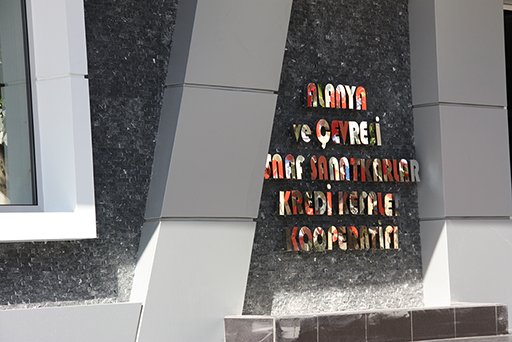 ALANYA
ve ÇEVRESİ
ESNAF SANATKARLAR
KREDİ KEFALET
KOOPERATİFİ